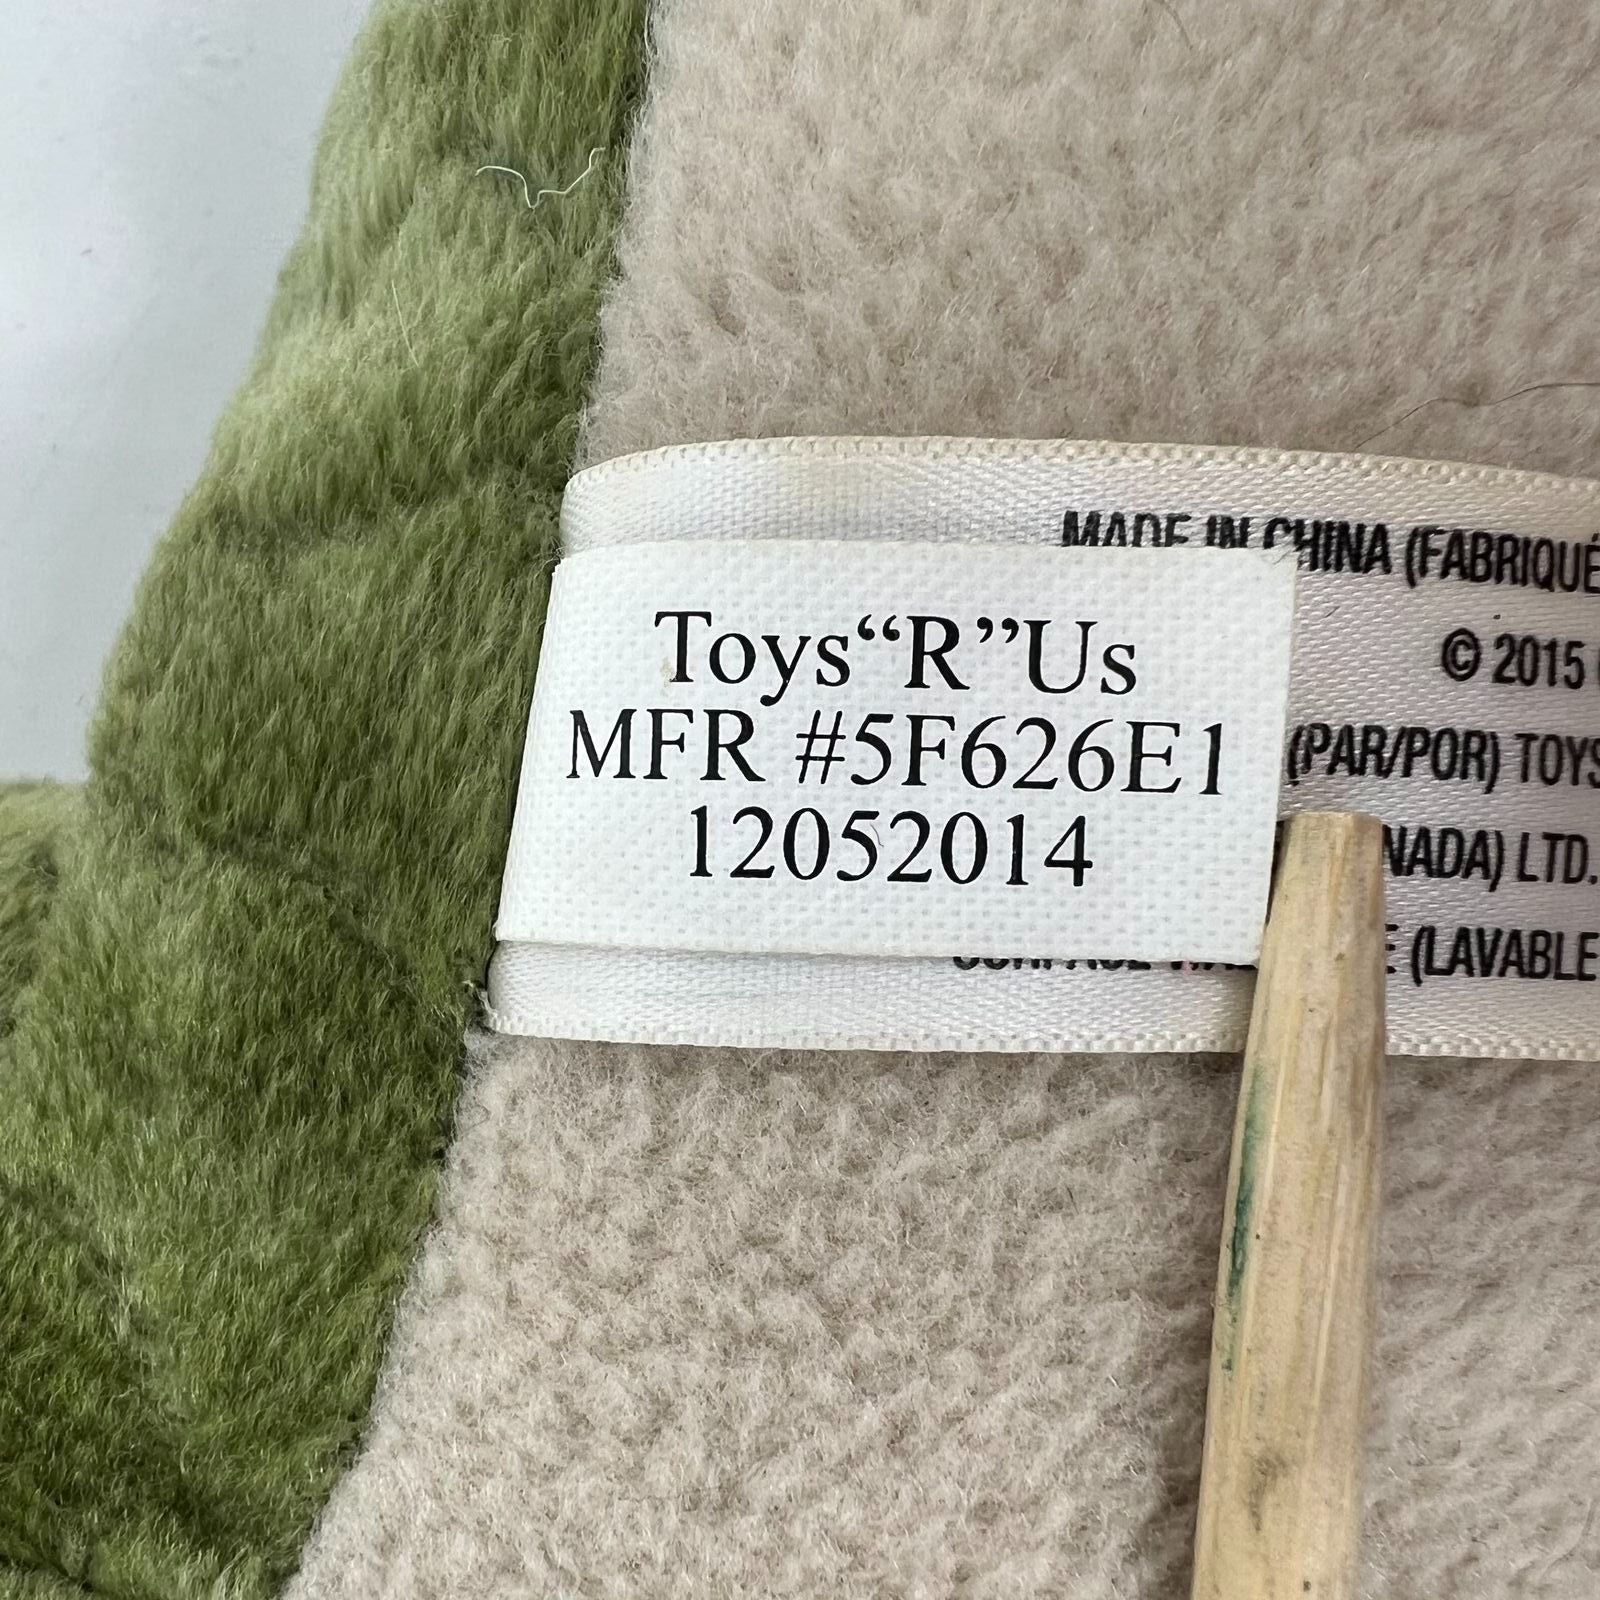 MADE IN CHINA (FABRIQUÉ
© 2015
Toys“R”Us
(PAR/POR) TOYS
MFR #5F626E1
NADA) LTD.
12052014
(LAVABLE